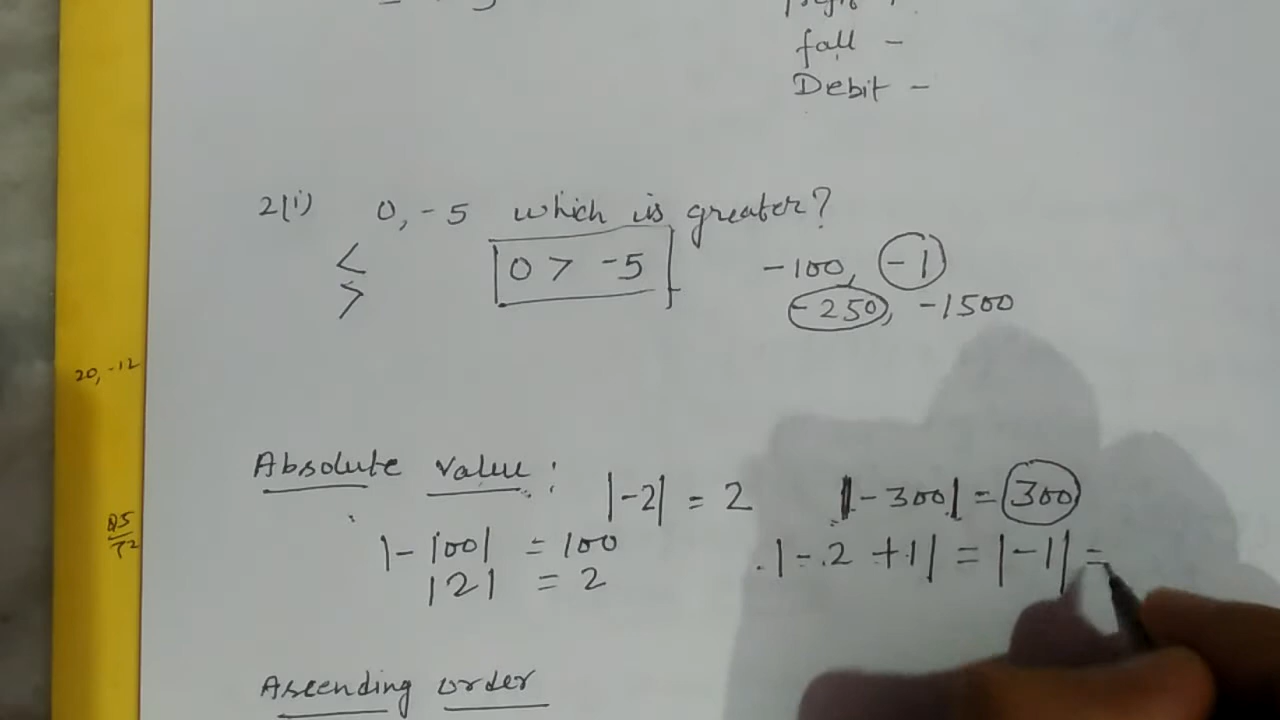 fall -
Debit -
2(i) 0, -5 which is greater?
< 0 > -5 -100, -1
> -250, -1500
20, -12
Absolute value : |-2| = 2 |-300| = 300
|-100| = 100 .|-2 + 1| = |-1| =
|2| = 2
Ascending order